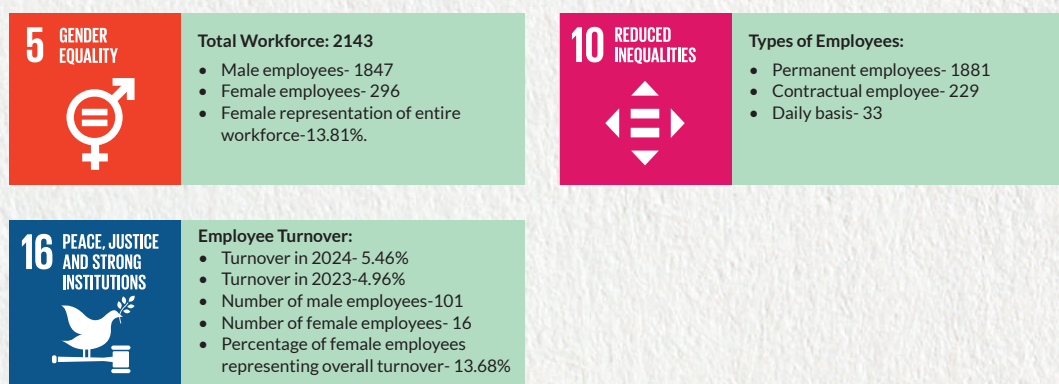 5 GENDER
EQUALITY
Total Workforce: 2143
• Male employees- 1847
• Female employees- 296
• Female representation of entire
workforce-13.81%.
10 REDUCED
INEQUALITIES
Types of Employees:
• Permanent employees- 1881
• Contractual employee- 229
• Daily basis- 33
16 PEACE, JUSTICE
AND STRONG
INSTITUTIONS
Employee Turnover:
• Turnover in 2024- 5.46%
• Turnover in 2023-4.96%
• Number of male employees-101
• Number of female employees- 16
• Percentage of female employees
representing overall turnover- 13.68%